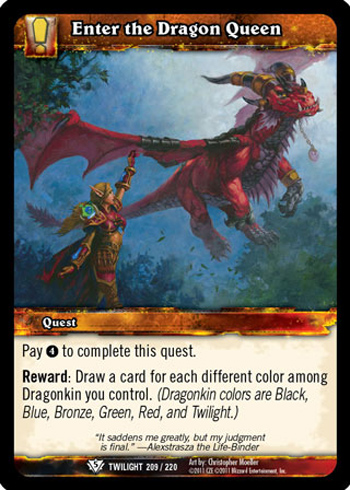 Enter the Dragon Queen
Quest
Pay 4 to complete this quest.
Reward: Draw a card for each different color among
Dragonkin you control. (Dragonkin colors are Black,
Blue, Bronze, Green, Red, and Twilight.)
"It saddens me greatly, but my judgment
is final." —Alexstrasza the Life-Binder
TWILIGHT 209 / 220
Art by: Christopher Moeller
©2011 CZE ©2011 Blizzard Entertainment, Inc.